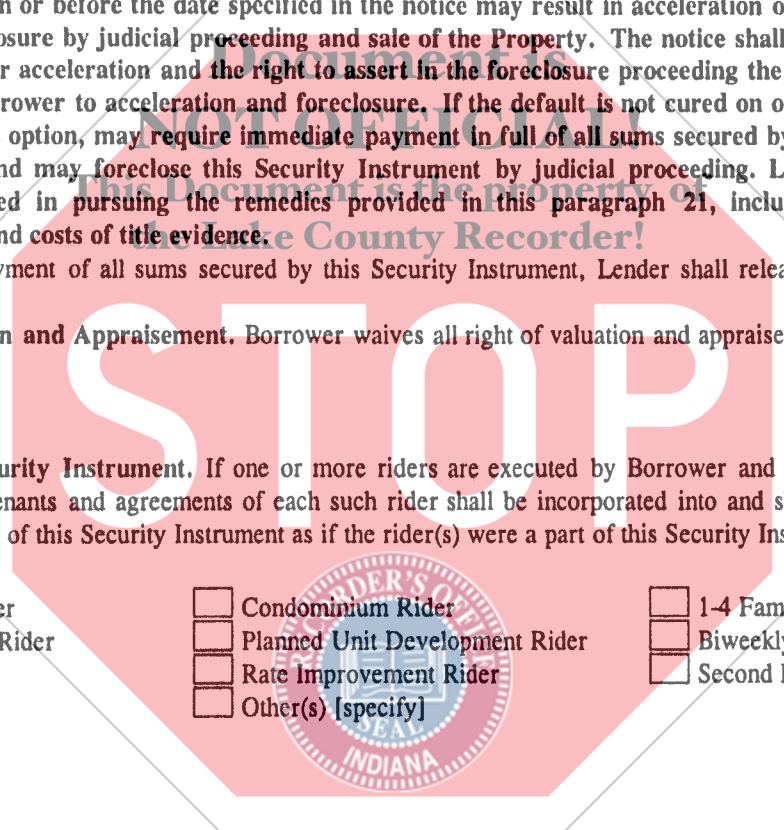 n or before the date specified in the notice may result in acceleration o
osure by judicial proceeding and sale of the Property. The notice shall
r acceleration and the right to assert in the foreclosure proceeding the
rower to acceleration and foreclosure. If the default is not cured on o
option, may require immediate payment in full of all sums secured by
nd may foreclose this Security Instrument by judicial proceeding. L
ed in pursuing the remedies provided in this paragraph 21, inclu
nd costs of title evidence.
yment of all sums secured by this Security Instrument, Lender shall relea
n and Appraisement. Borrower waives all right of valuation and appraise
urity Instrument. If one or more riders are executed by Borrower and
enants and agreements of each such rider shall be incorporated into and s
of this Security Instrument as if the rider(s) were a part of this Security Ins
er Condominium Rider 1-4 Fam
Rider Planned Unit Development Rider Biweekly
Rate Improvement Rider Second
Other(s) [specify]
Document is
NOT OFFICIAL!
This Document is the property of
the Lake County Recorder!
STOP
RECORDER'S OFFICE
SEAL
INDIANA